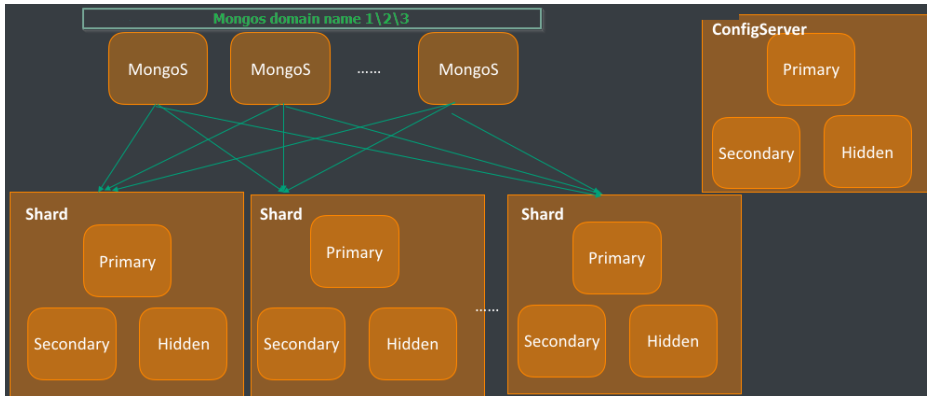 Mongos domain name 1\2\3
MongoS
MongoS
......
MongoS
ConfigServer
Primary
Secondary
Hidden
Shard
Primary
Secondary
Hidden
Shard
Primary
Secondary
Hidden
......
Shard
Primary
Secondary
Hidden